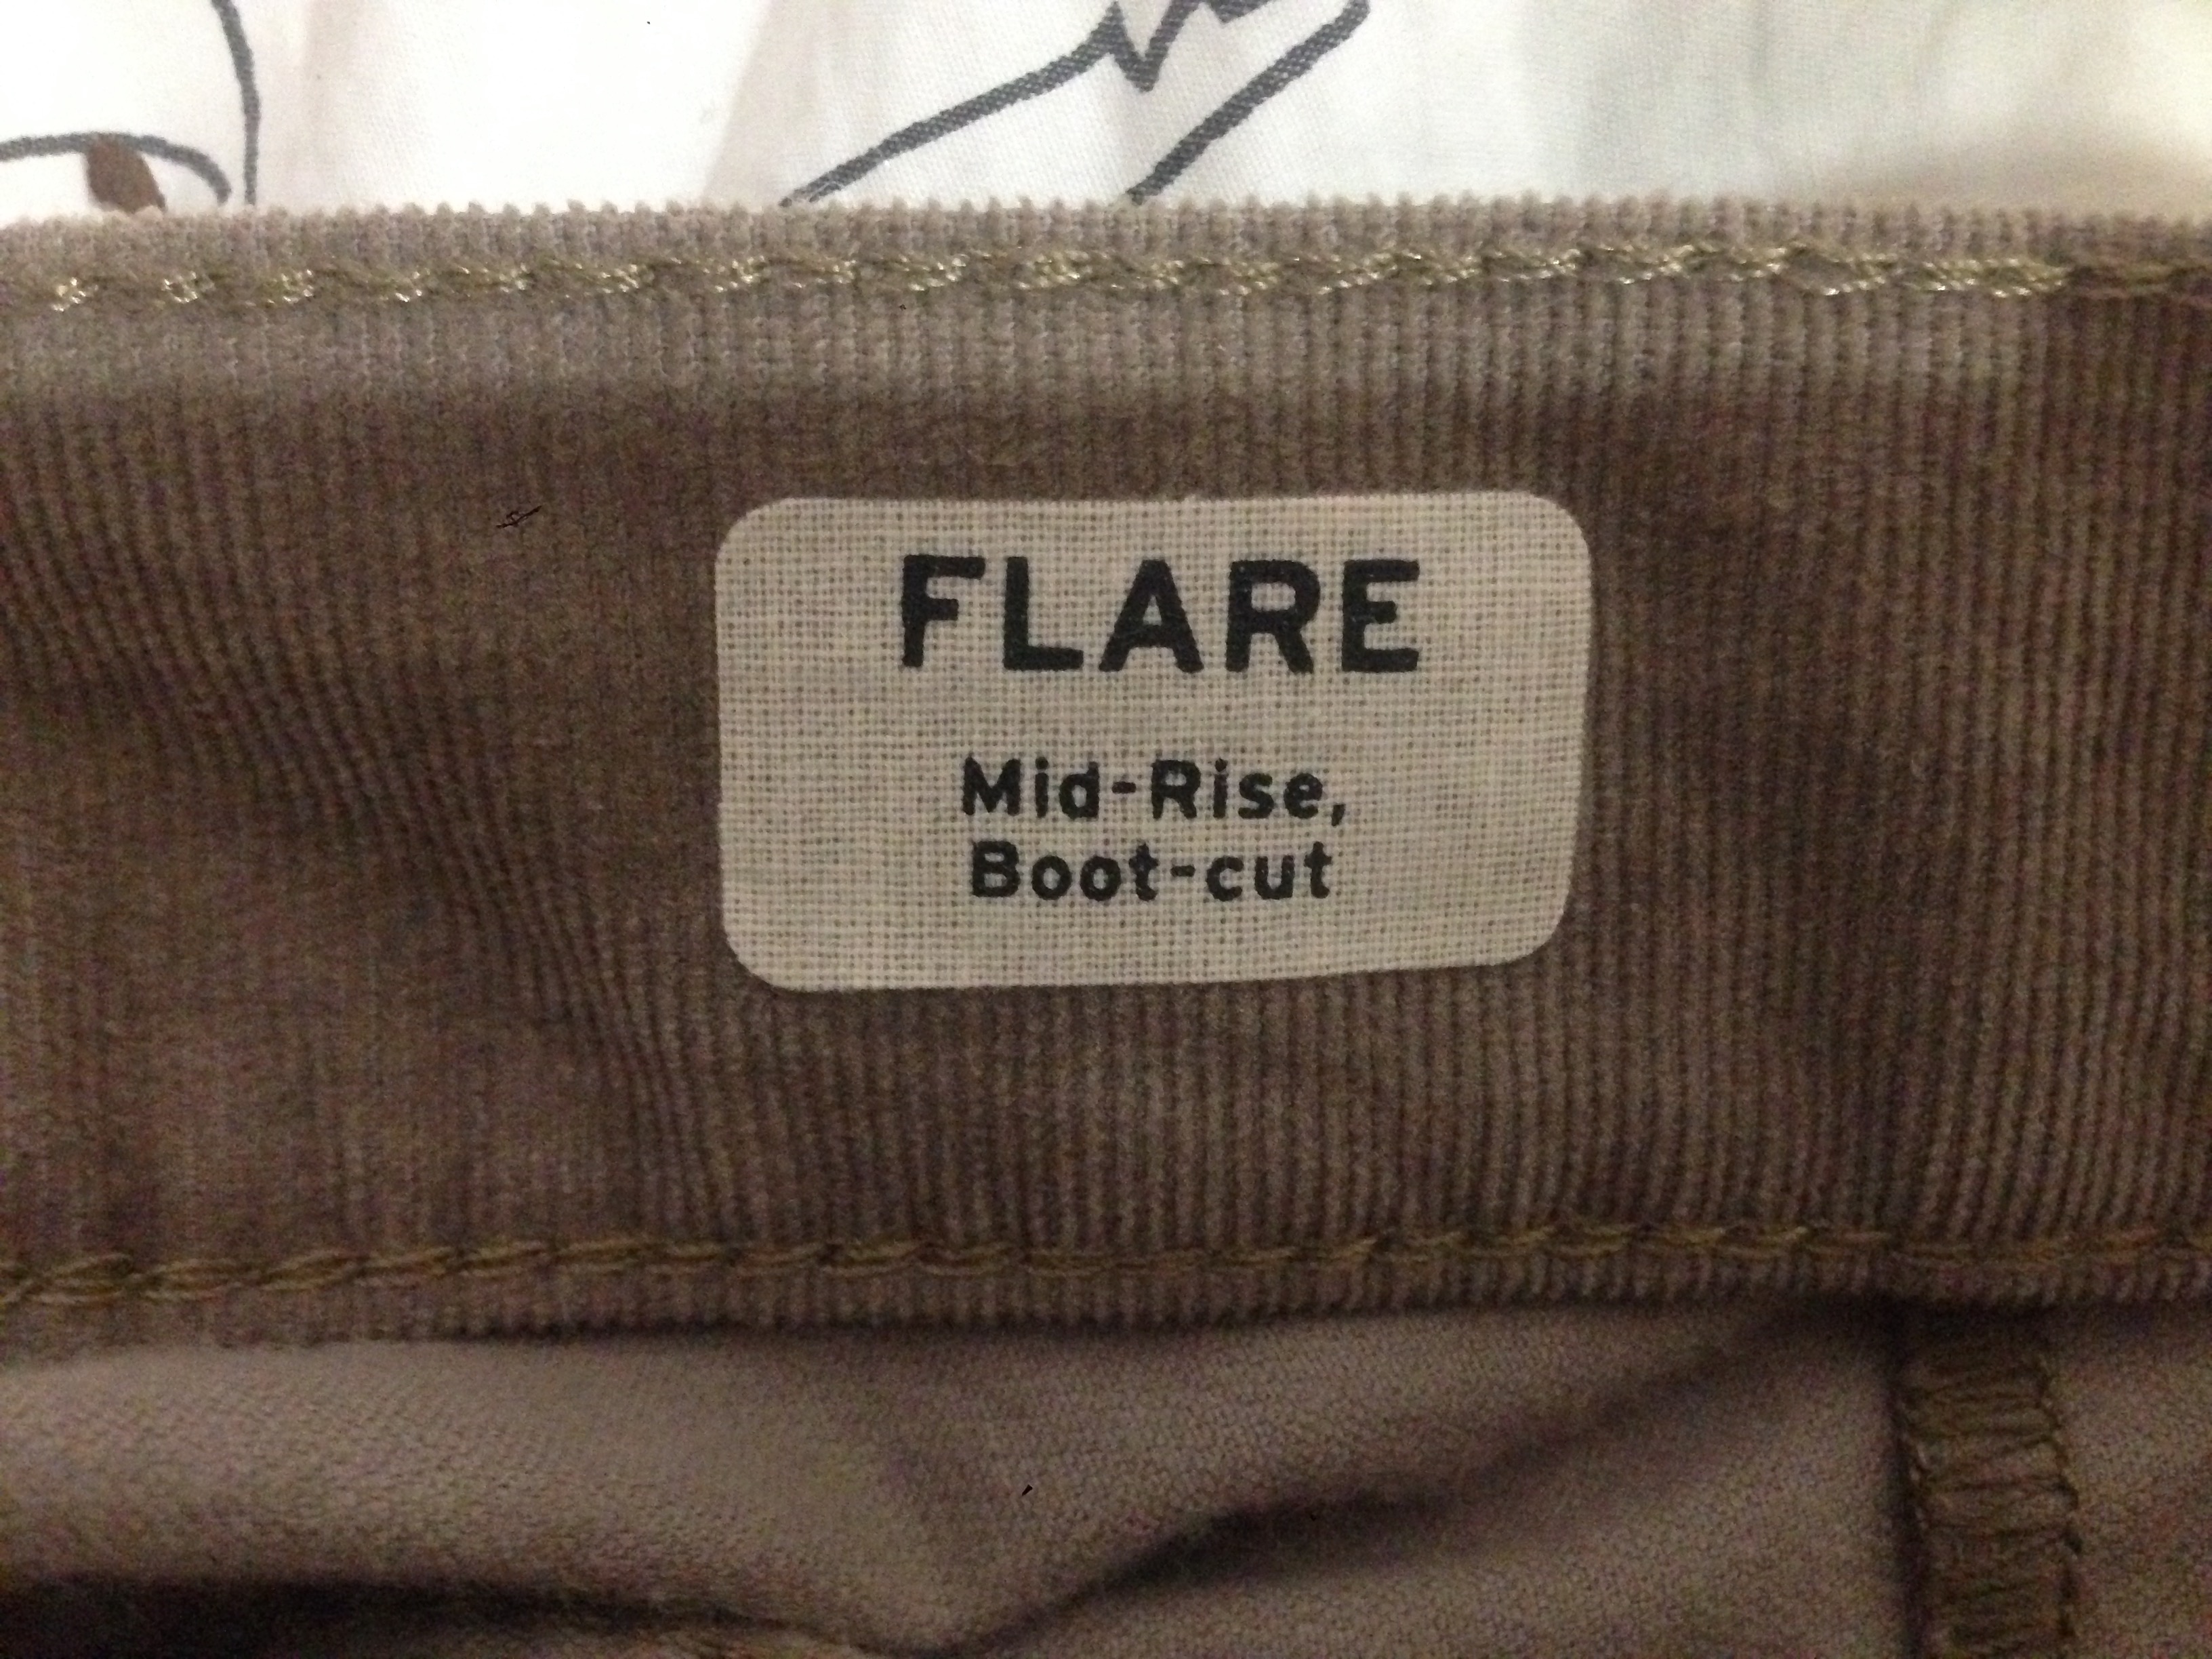 FLARE
Mid-Rise,
Boot-cut